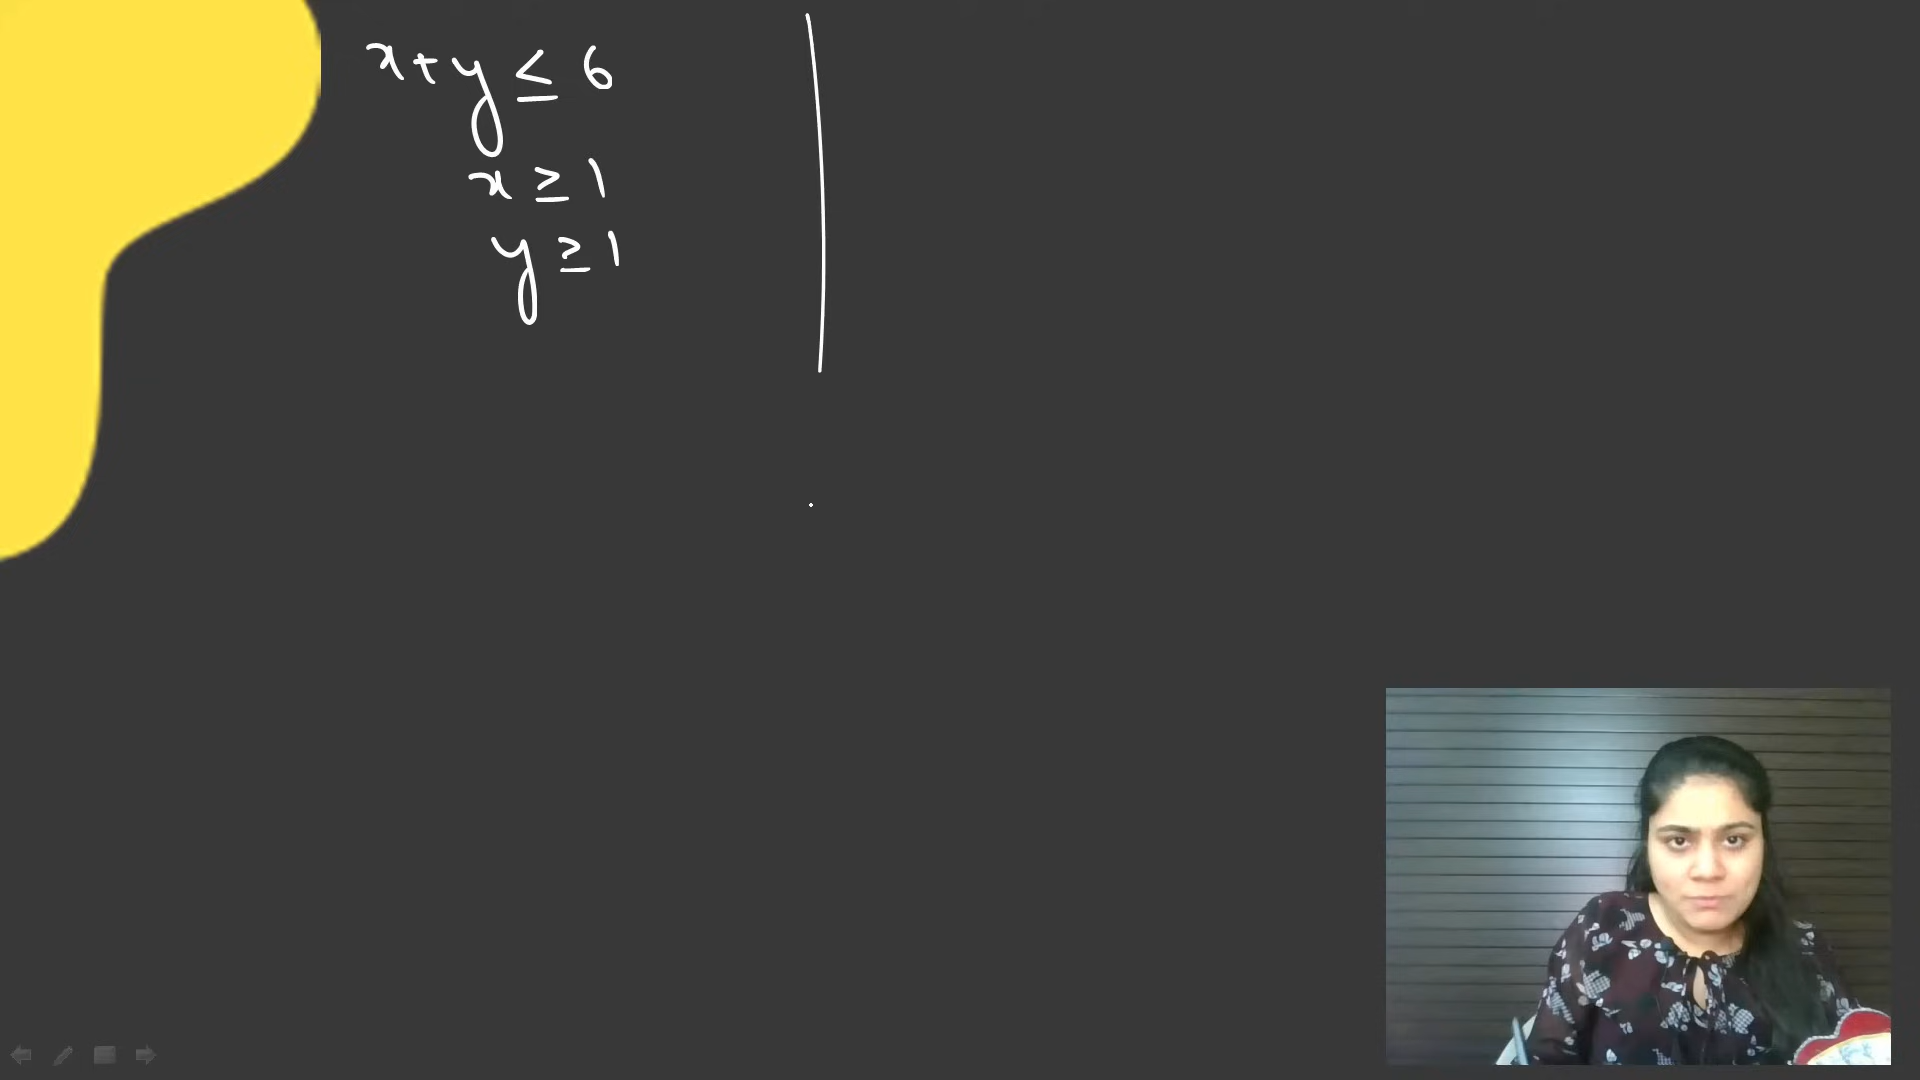 x + y ≤ 6
x ≥ 1
y ≥ 1